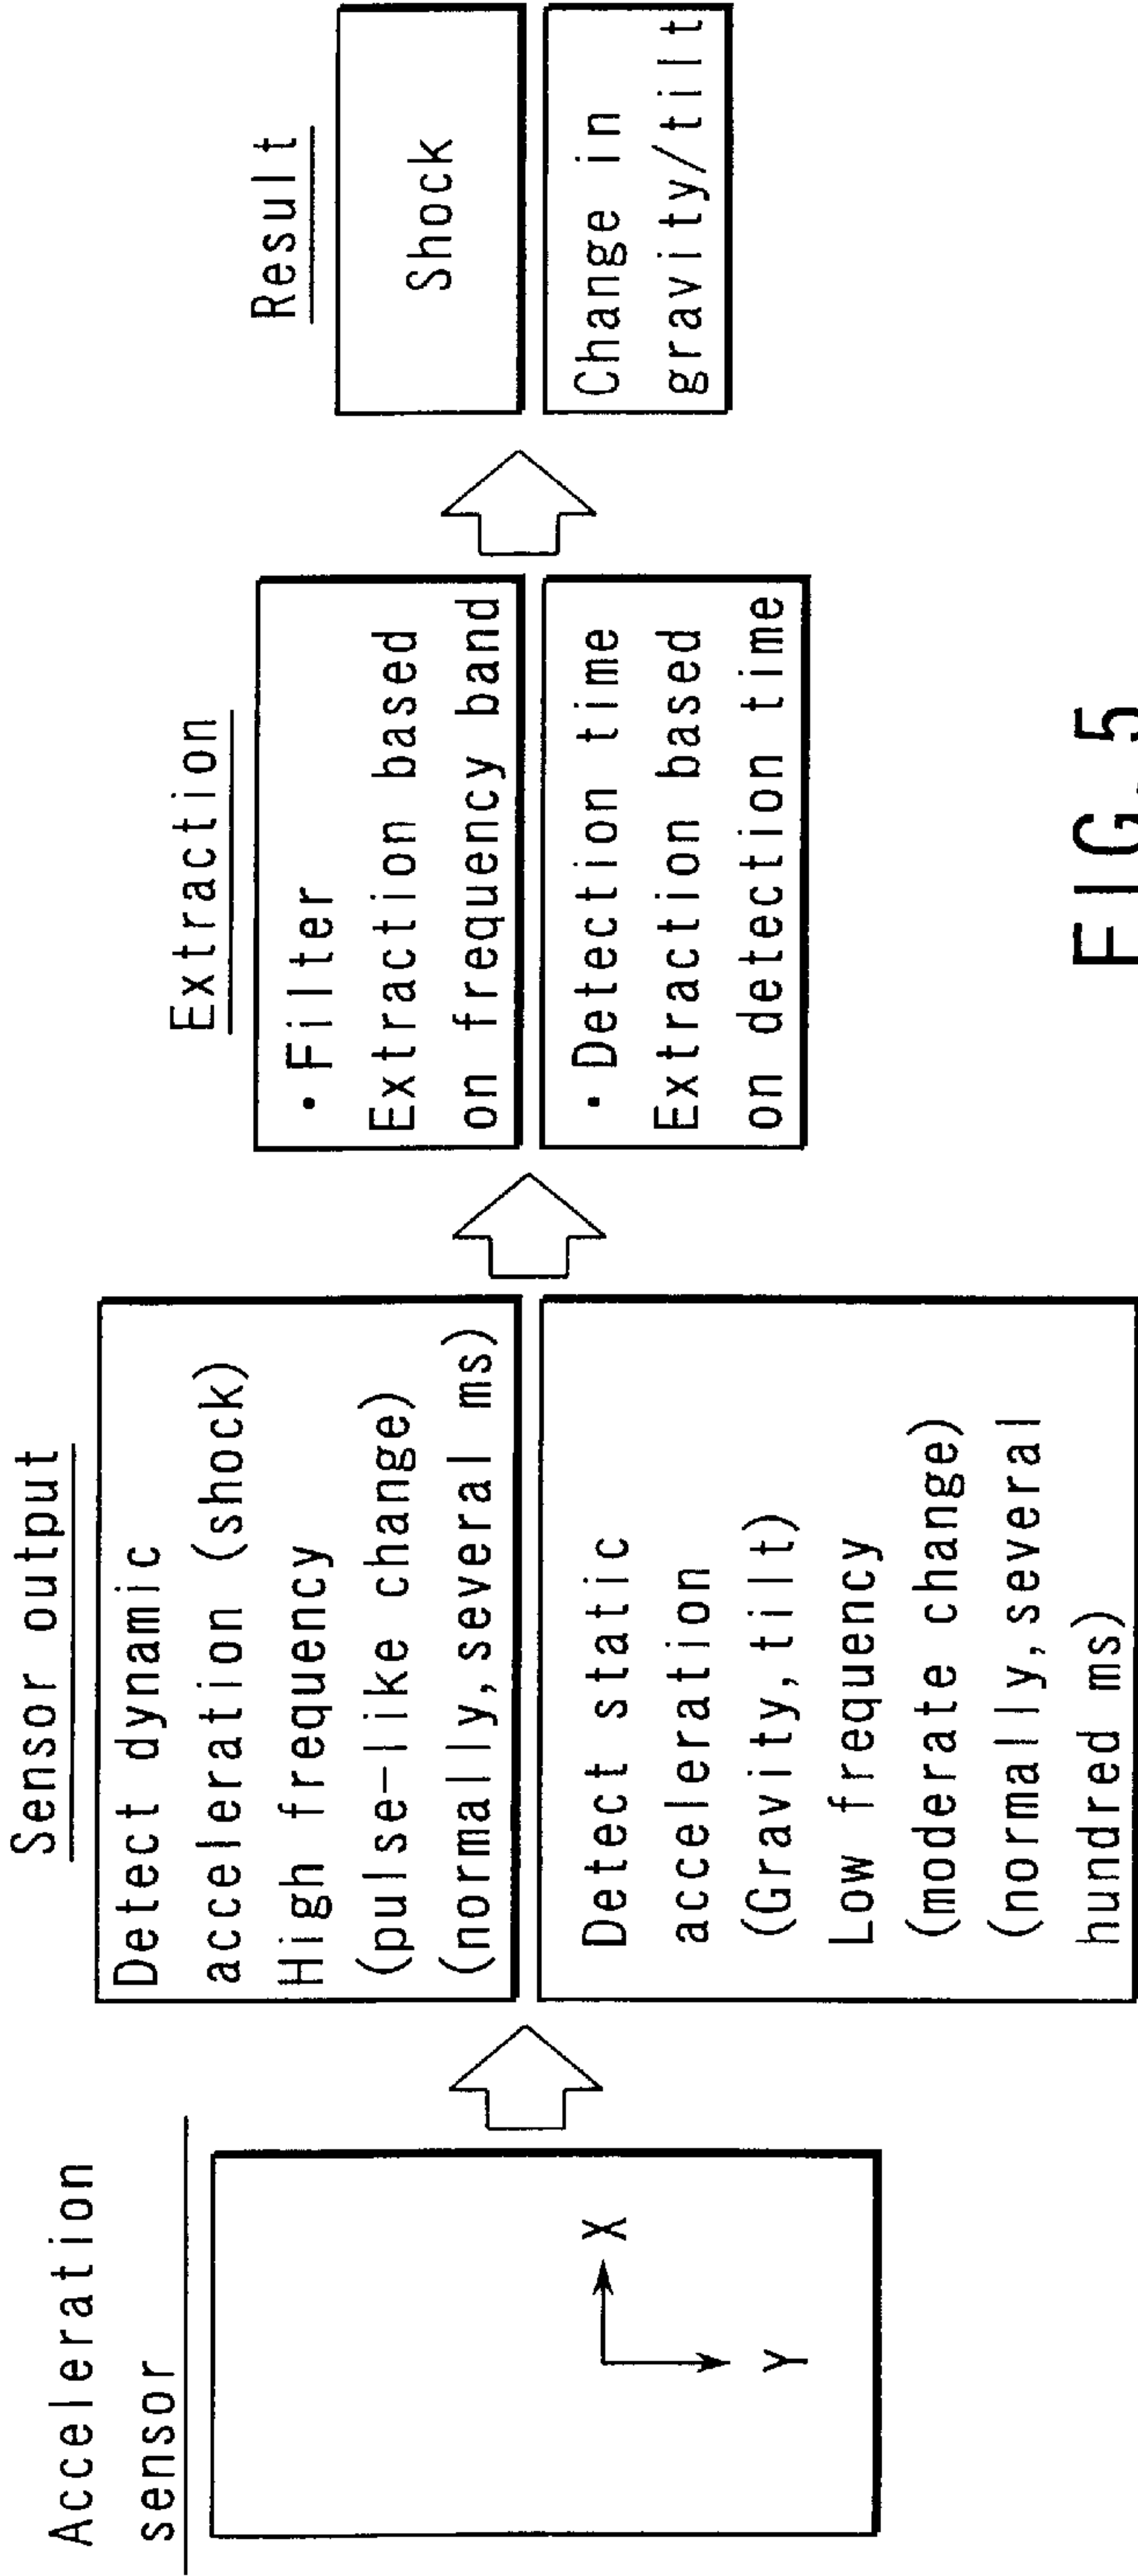 Acceleration
sensor
X
Y
Sensor output
Detect dynamic
acceleration (shock)
High frequency
(pulse-like change)
(normally,several ms)
Detect static
acceleration
(Gravity,tilt)
Low frequency
(moderate change)
(normally,several
hundred ms)
Extraction
・Filter
Extraction based
on frequency band
・Detection time
Extraction based
on detection time
Result
Shock
Change in
gravity/tilt
FIG.5